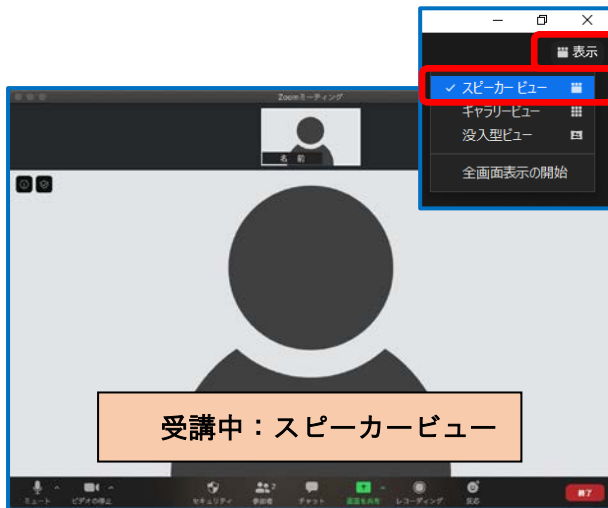 表示
スピーカー ビュー
ギャラリービュー
没入型ビュー
全画面表示の開始
Zoomミーティング
名 前
受講中：スピーカービュー
ミュート
ビデオの停止
セキュリティ
参加者
2
チャット
画面を共有
レコーディング
反応
終了